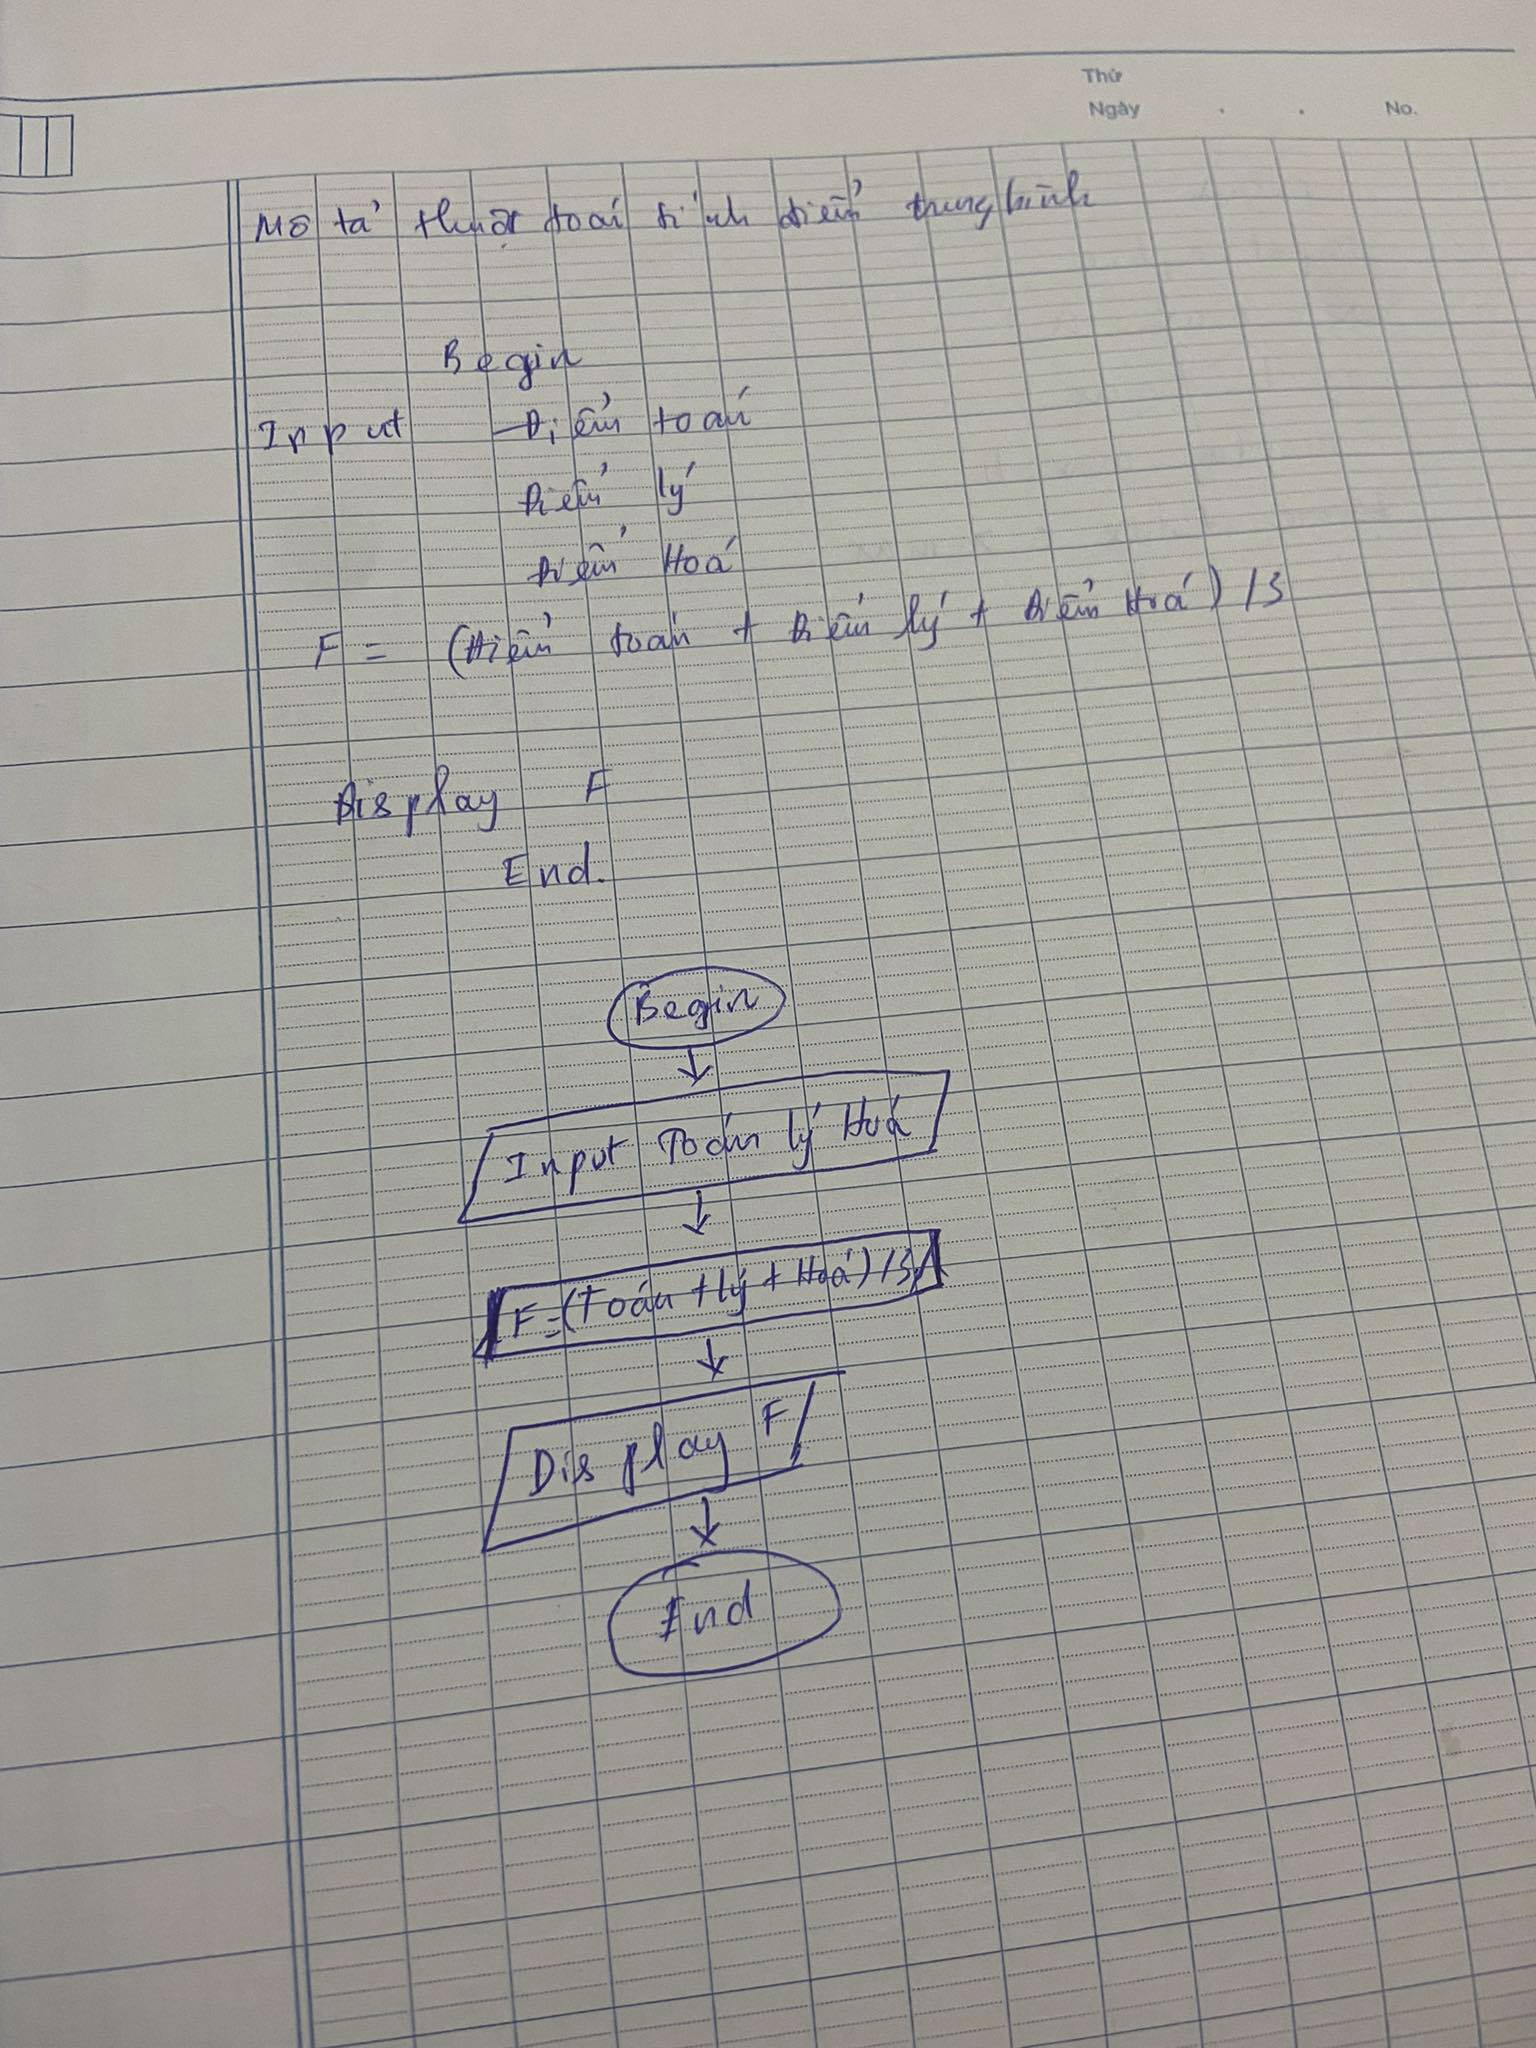 Thứ
Ngày . . No.
Mô tả thuật toán tính điểm trung bình
Begin
Input Điểm toán
Điểm lý
Điểm Hoá
F = (Điểm toán + Điểm lý + Điểm Hoá) / 3
Display F
End.
Begin
Input Toán lý Hoá
F = (Toán + lý + Hoá) / 3
Display F
End